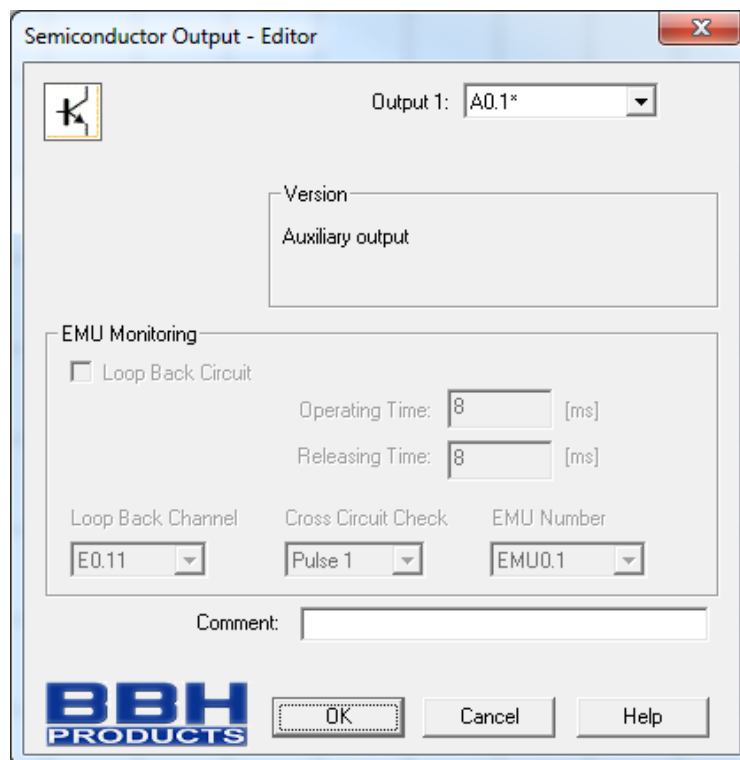 Semiconductor Output - Editor
Output 1: A0.1*
Version
Auxiliary output
EMU Monitoring
Loop Back Circuit
Operating Time: 8 [ms]
Releasing Time: 8 [ms]
Loop Back Channel Cross Circuit Check EMU Number
E0.11 Pulse 1 EMU0.1
Comment:
BBH
PRODUCTS
OK Cancel Help